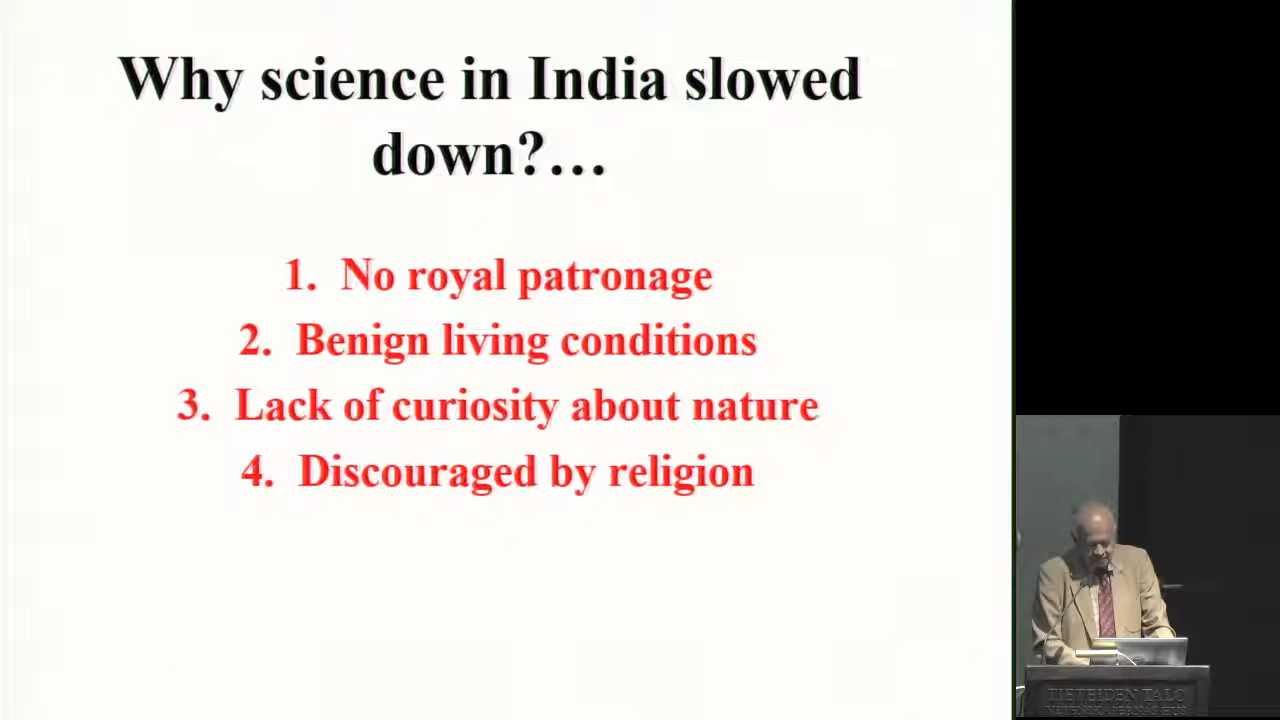 Why science in India slowed
down?...
1. No royal patronage
2. Benign living conditions
3. Lack of curiosity about nature
4. Discouraged by religion
TIETEIDEN TALO